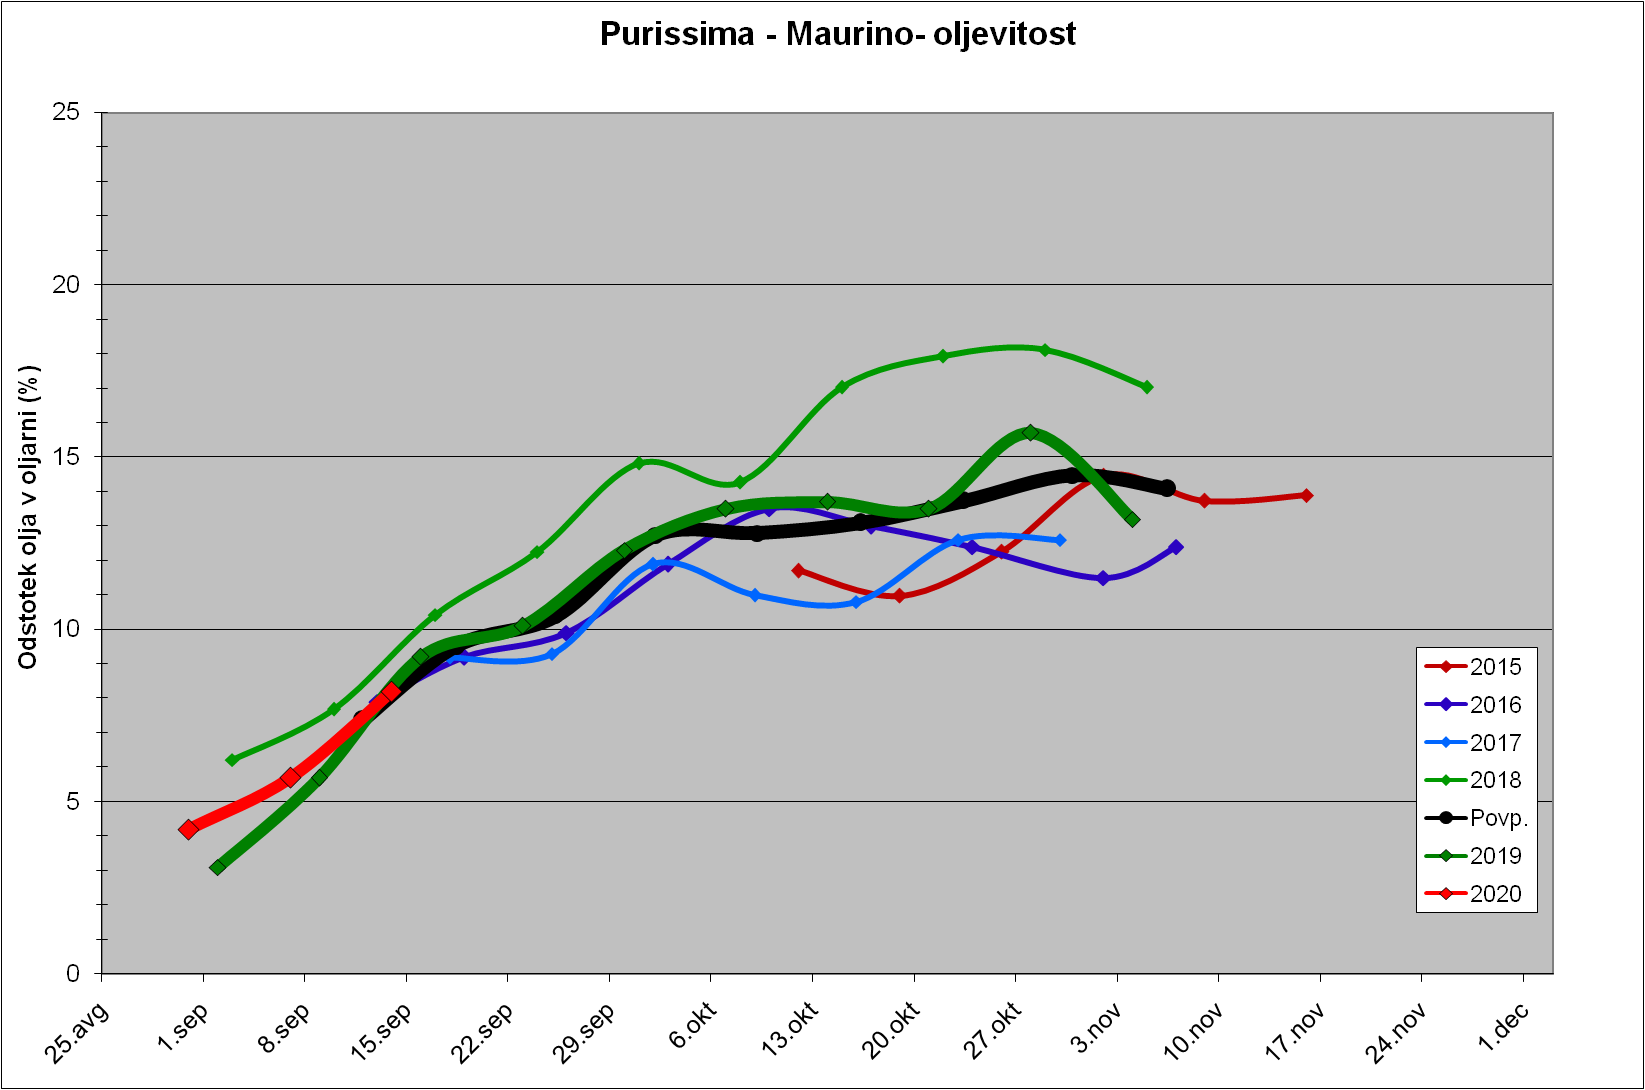 Purissima - Maurino- oljevitost
Odstotek olja v oljarni (%)
25
20
15
10
5
0
25.avg
1.sep
8.sep
15.sep
22.sep
29.sep
6.okt
13.okt
20.okt
27.okt
3.nov
10.nov
17.nov
24.nov
1.dec
2015
2016
2017
2018
Povp.
2019
2020